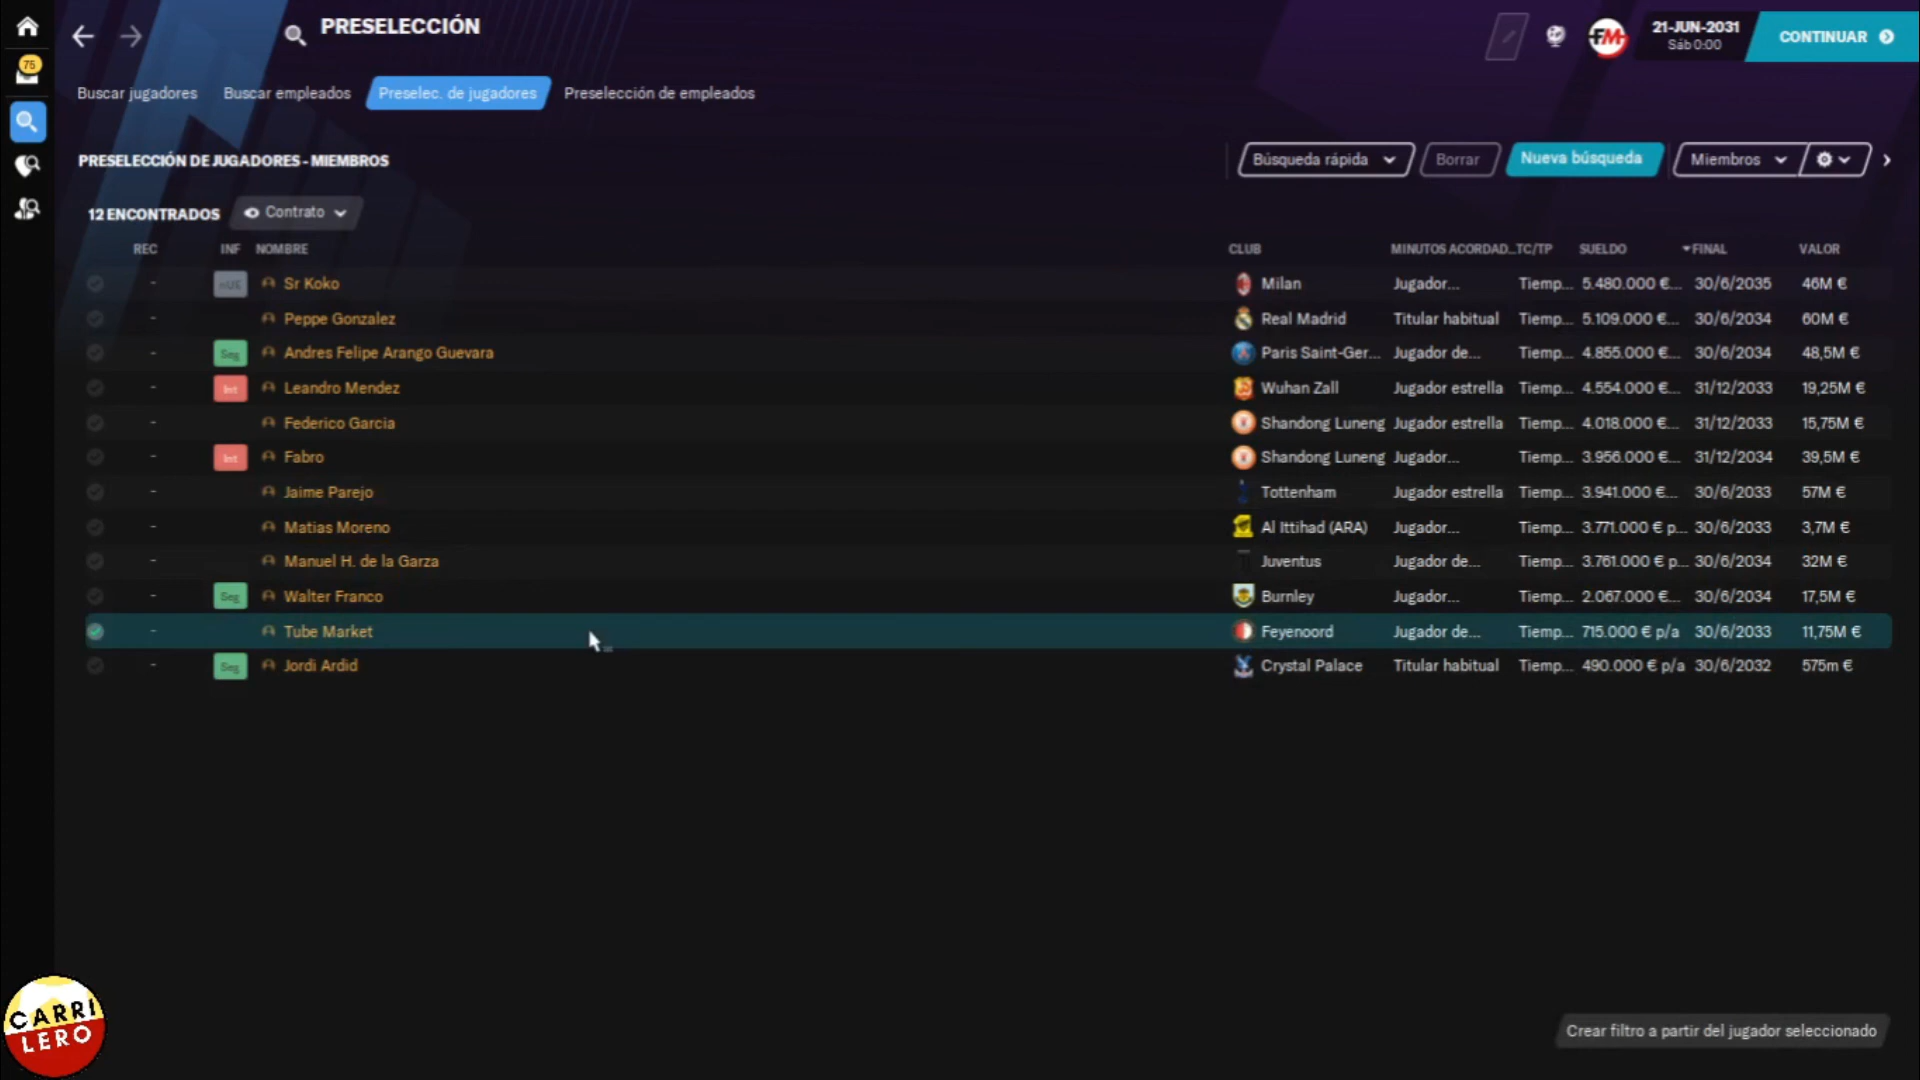 PRESELECCIÓN
21-JUN-2031
Sáb 0:00
CONTINUAR
75
FM
Buscar jugadores Buscar empleados Preselec. de jugadores Preselección de empleados
PRESELECCIÓN DE JUGADORES - MIEMBROS
Búsqueda rápida Borrar Nueva búsqueda Miembros
12 ENCONTRADOS Contrato
REC INF NOMBRE CLUB MINUTOS ACORDAD... TC/TP SUELDO FINAL VALOR
- nUE Sr Koko Milan Jugador... Tiemp... 5.480.000 €... 30/6/2035 46M €
- Peppe Gonzalez Real Madrid Titular habitual Tiemp... 5.109.000 €... 30/6/2034 60M €
- Seg Andres Felipe Arango Guevara Paris Saint-Ger... Jugador de... Tiemp... 4.855.000 €... 30/6/2034 48,5M €
- Int Leandro Mendez Wuhan Zall Jugador estrella Tiemp... 4.554.000 €... 31/12/2033 19,25M €
- Federico Garcia Shandong Luneng Jugador estrella Tiemp... 4.018.000 €... 31/12/2033 15,75M €
- Int Fabro Shandong Luneng Jugador... Tiemp... 3.956.000 €... 31/12/2034 39,5M €
- Jaime Parejo Tottenham Jugador estrella Tiemp... 3.941.000 €... 30/6/2033 57M €
- Matias Moreno Al Ittihad (ARA) Jugador... Tiemp... 3.771.000 € p... 30/6/2033 3,7M €
- Manuel H. de la Garza Juventus Jugador de... Tiemp... 3.761.000 € p... 30/6/2034 32M €
- Seg Walter Franco Burnley Jugador... Tiemp... 2.067.000 €... 30/6/2034 17,5M €
- Tube Market Feyenoord Jugador de... Tiemp... 715.000 € p/a 30/6/2033 11,75M €
- Seg Jordi Ardid Crystal Palace Titular habitual Tiemp... 490.000 € p/a 30/6/2032 575m €
CARRI
LERO
Crear filtro a partir del jugador seleccionado